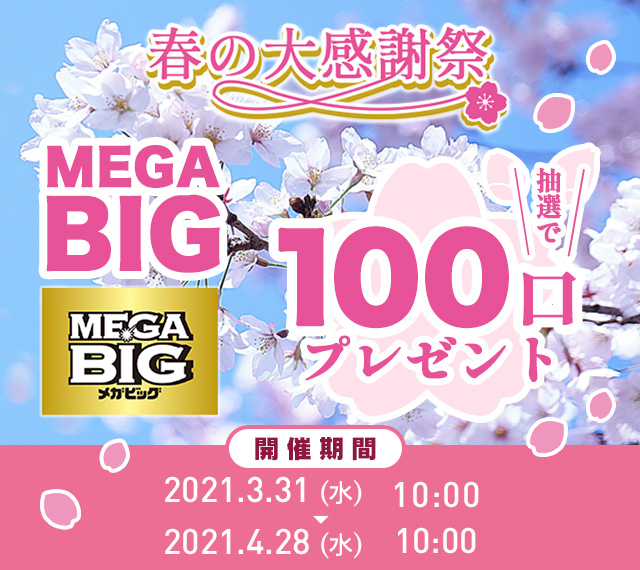 春の大感謝祭
MEGA
BIG
抽選で
100口
プレゼント
MEGA
BIG
メガビッグ
開催期間
2021.3.31(水) 10:00
2021.4.28(水) 10:00